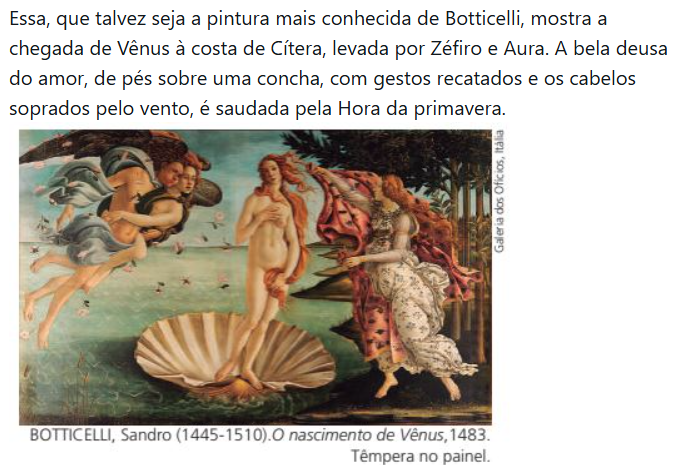 Essa, que talvez seja a pintura mais conhecida de Botticelli, mostra a
chegada de Vênus à costa de Cítera, levada por Zéfiro e Aura. A bela deusa
do amor, de pés sobre uma concha, com gestos recatados e os cabelos
soprados pelo vento, é saudada pela Hora da primavera.
Galeria dos Ofícios, Itália
BOTTICELLI, Sandro (1445-1510).O nascimento de Vênus,1483.
Têmpera no painel.